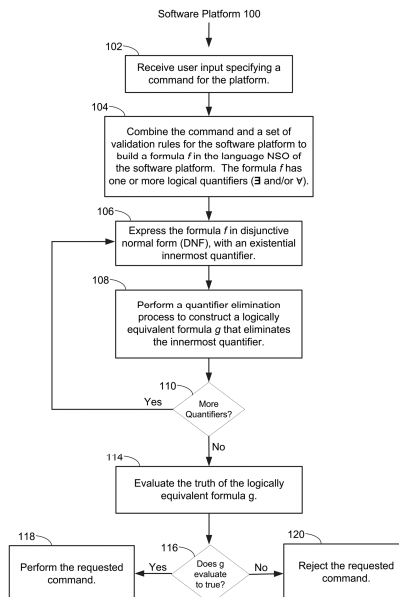 Software Platform 100
102
Receive user input specifying
a command for the platform.
104
Combine the command and a set of
validation rules for the software platform to
build a formula f in the language NSO of
the software platform. The formula f has
one or more logical quantifiers (∃ and/or ∀).
106
Express the formula f in disjunctive
normal form (DNF), with an existential
innermost quantifier.
108
Perform a quantifier elimination
process to construct a logically
equivalent formula g that eliminates
the innermost quantifier.
110
Yes
More
Quantifiers?
No
114
Evaluate the truth of the logically
equivalent formula g.
118
Perform the requested
command.
Yes
116
Does g
evaluate
to true?
No
120
Reject the requested
command.